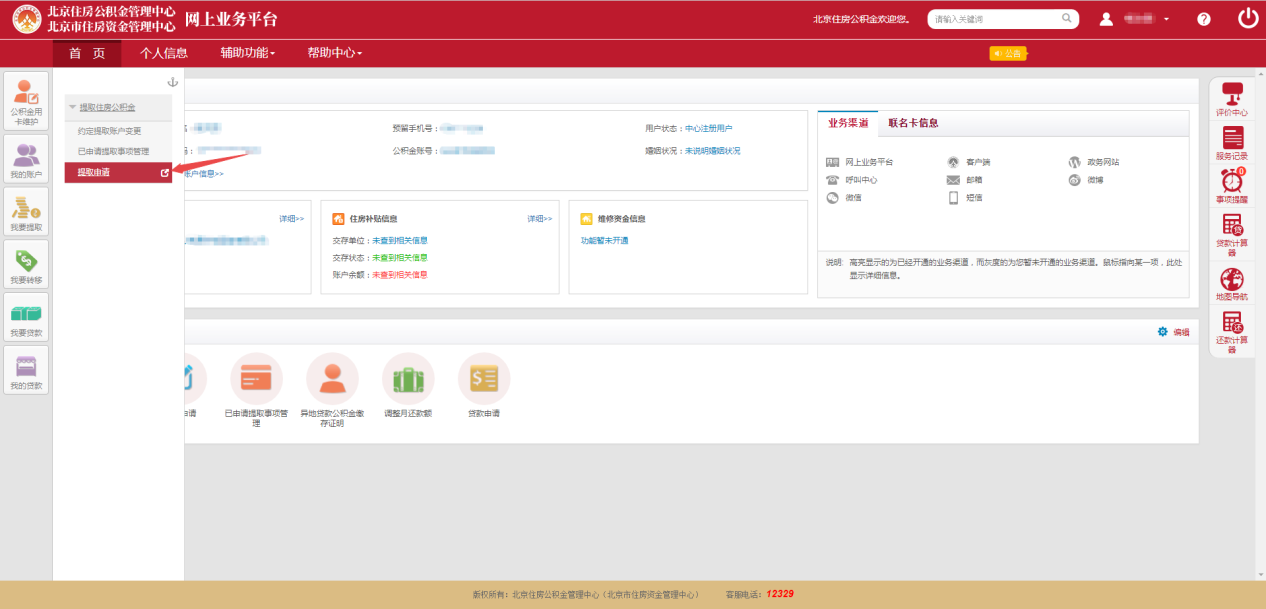 北京住房公积金管理中心
北京市住房资金管理中心
网上业务平台
北京住房公积金欢迎您。
请输入关键词
首 页
个人信息
辅助功能
帮助中心
公告
公积金用卡维护
我的账户
我要提取
我要转移
我要贷款
我的贷款
提取住房公积金
约定提取账户变更
已申请提取事项管理
提取申请
预留手机号：
用户状态：中心注册用户
公积金账号：
婚姻状况：未说明婚姻状况
账户信息>>
详细>>
住房补贴信息
详细>>
交存单位：未查到相关信息
交存状态：未查到相关信息
账户余额：未查到相关信息
维修资金信息
功能暂未开通
业务渠道
联名卡信息
网上业务平台
客户端
政务网站
呼叫中心
邮箱
微博
微信
短信
说明：高亮显示的为已经开通的业务渠道，而灰度的为您暂未开通的业务渠道。鼠标指向某一项，此处
显示详细信息。
编辑
申请
已申请提取事项管
理
异地贷款公积金缴
存证明
调整月还款额
贷款申请
评价中心
服务记录
0
事项提醒
贷款计算
器
地图导航
还款计算
器
版权所有：北京住房公积金管理中心（北京市住房资金管理中心）
客服电话：12329